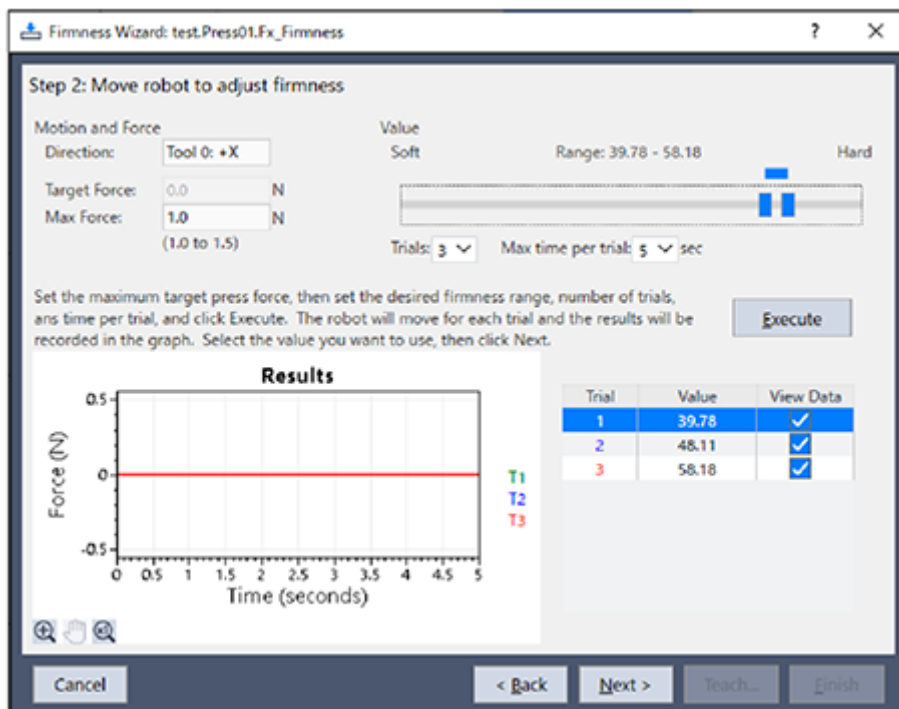 Firmness Wizard: test.Press01.Fx_Firmness
?
Step 2: Move robot to adjust firmness
Motion and Force
Direction: Tool 0: +X
Target Force: 0.0 N
Max Force: 1.0 N
(1.0 to 1.5)
Value
Soft Range: 39.78 - 58.18 Hard
Trials: 3 Max time per trial: 5 sec
Set the maximum target press force, then set the desired firmness range, number of trials,
ans time per trial, and click Execute. The robot will move for each trial and the results will be
recorded in the graph. Select the value you want to use, then click Next.
Execute
Results
Force (N)
0.5
0
-0.5
0 0.5 1 1.5 2 2.5 3 3.5 4 4.5 5
Time (seconds)
T1
T2
T3
Trial Value View Data
1 39.78
2 48.11
3 58.18
Cancel < Back Next > Teach... Finish